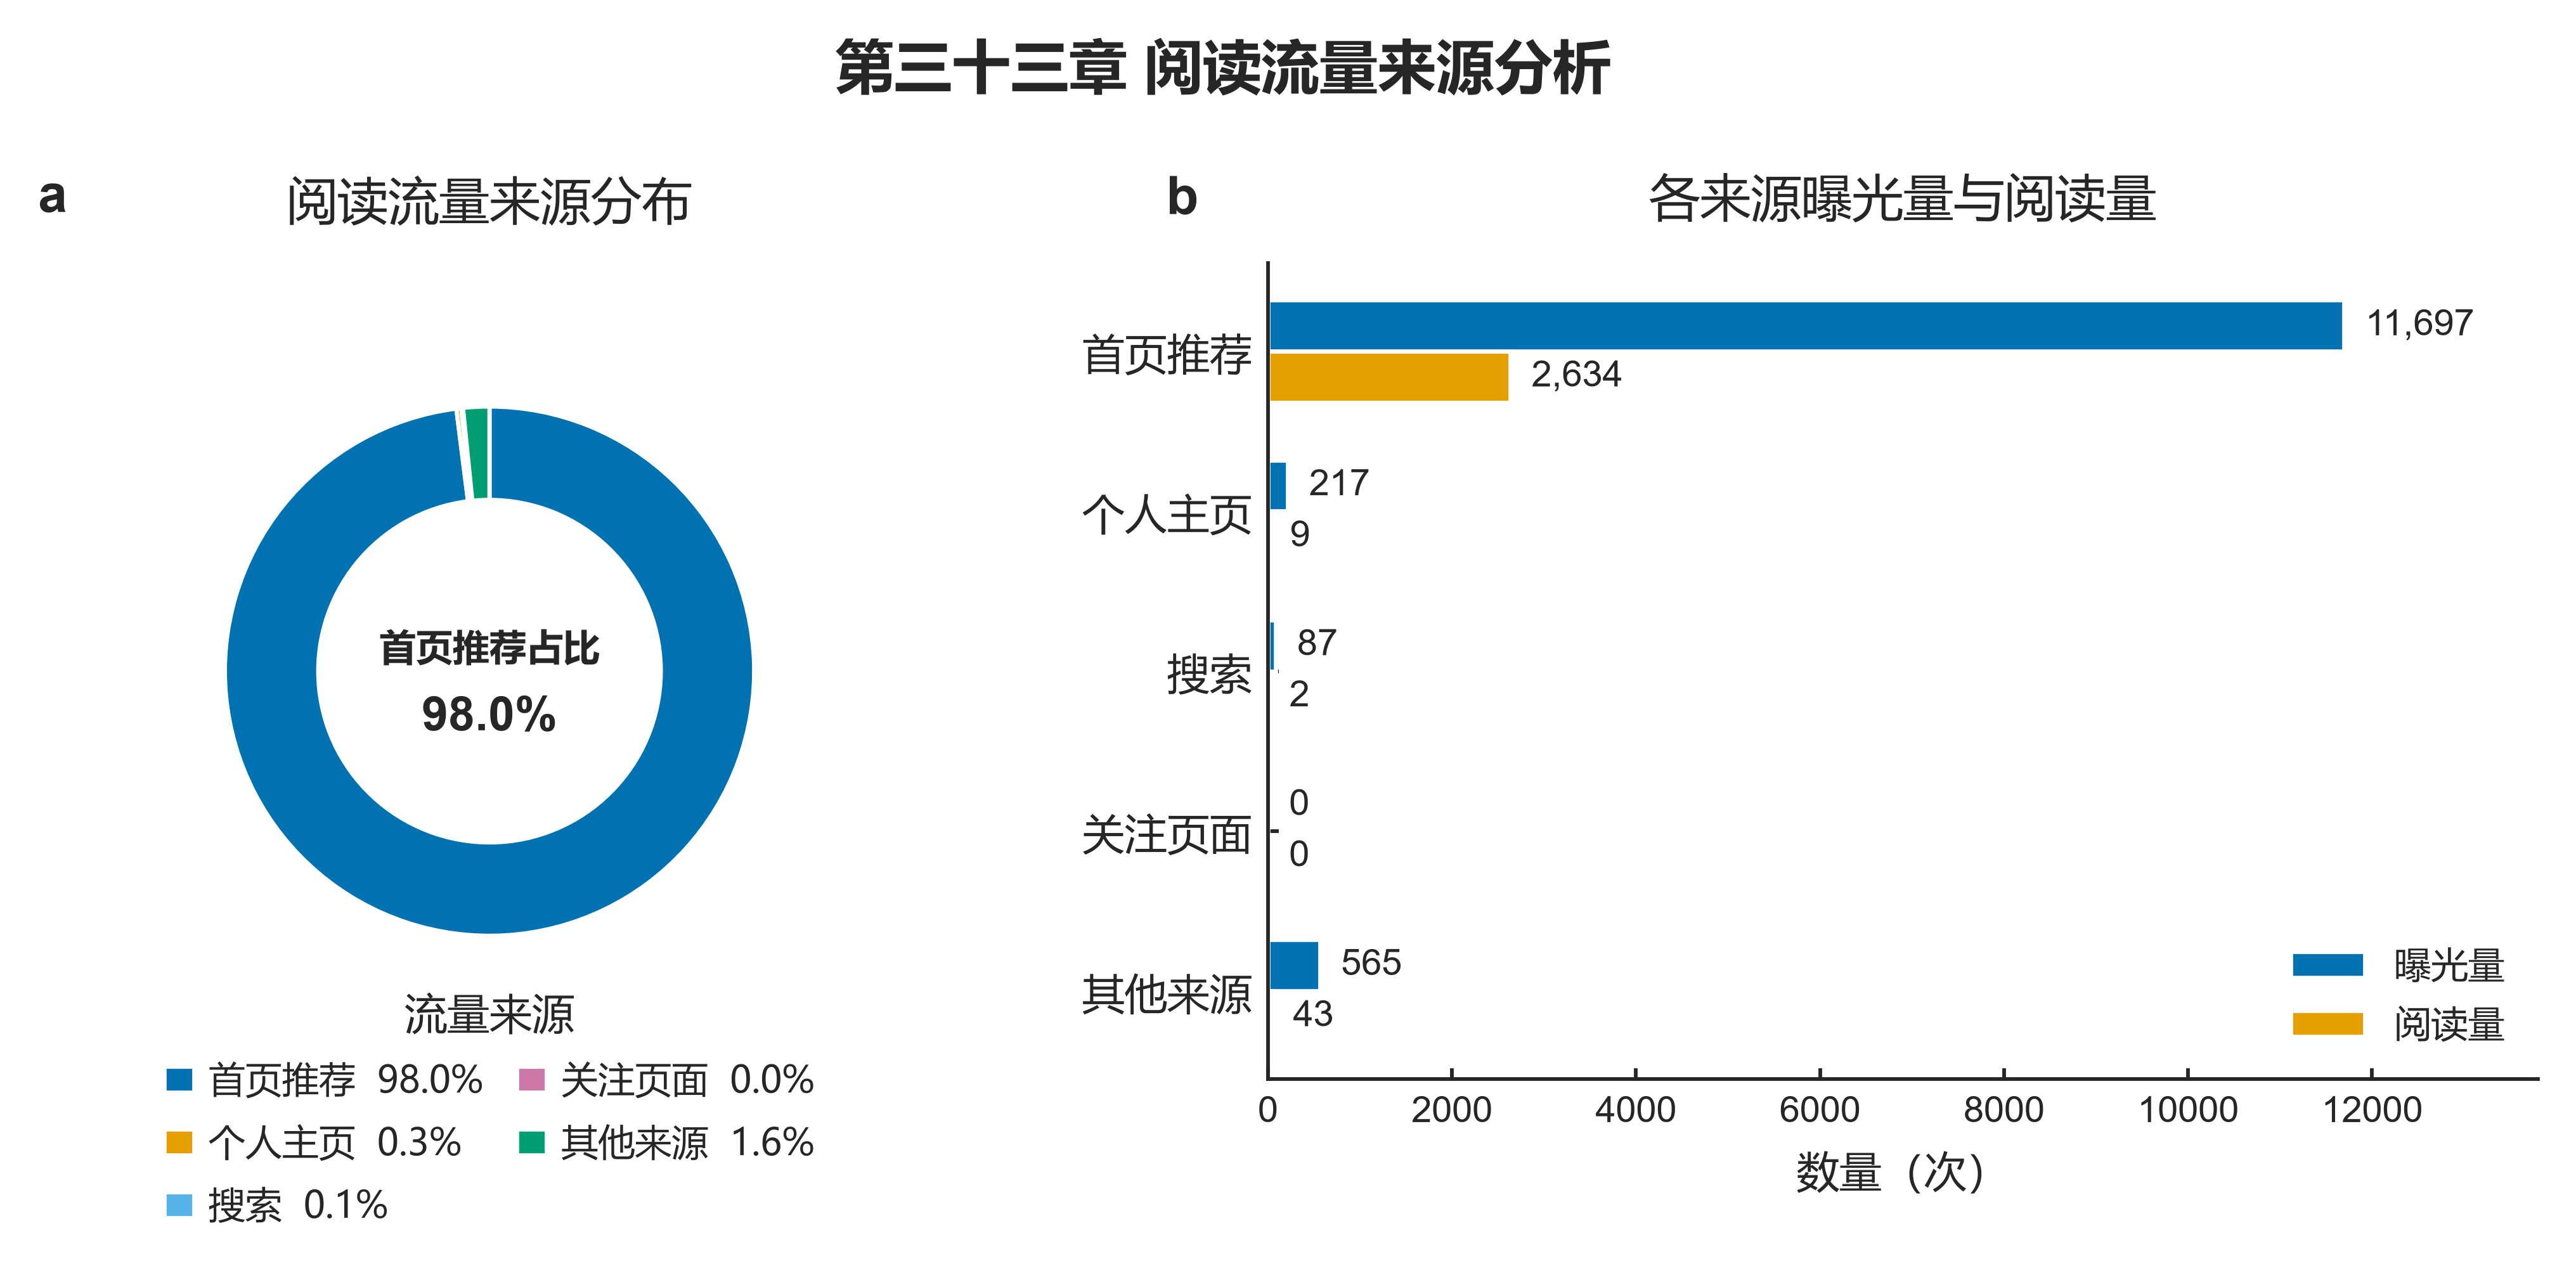 第三十三章 阅读流量来源分析
a
阅读流量来源分布
首页推荐占比
98.0%
流量来源
首页推荐 98.0%
个人主页 0.3%
搜索 0.1%
关注页面 0.0%
其他来源 1.6%
b
各来源曝光量与阅读量
首页推荐
11,697
2,634
个人主页
217
9
搜索
87
2
关注页面
0
0
其他来源
565
43
曝光量
阅读量
0 2000 4000 6000 8000 10000 12000
数量（次）